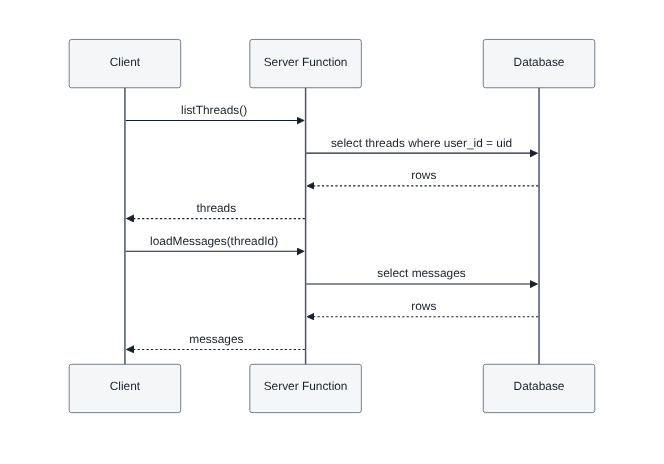 Client
Server Function
Database
listThreads()
select threads where user_id = uid
rows
threads
loadMessages(threadId)
select messages
rows
messages
Client
Server Function
Database